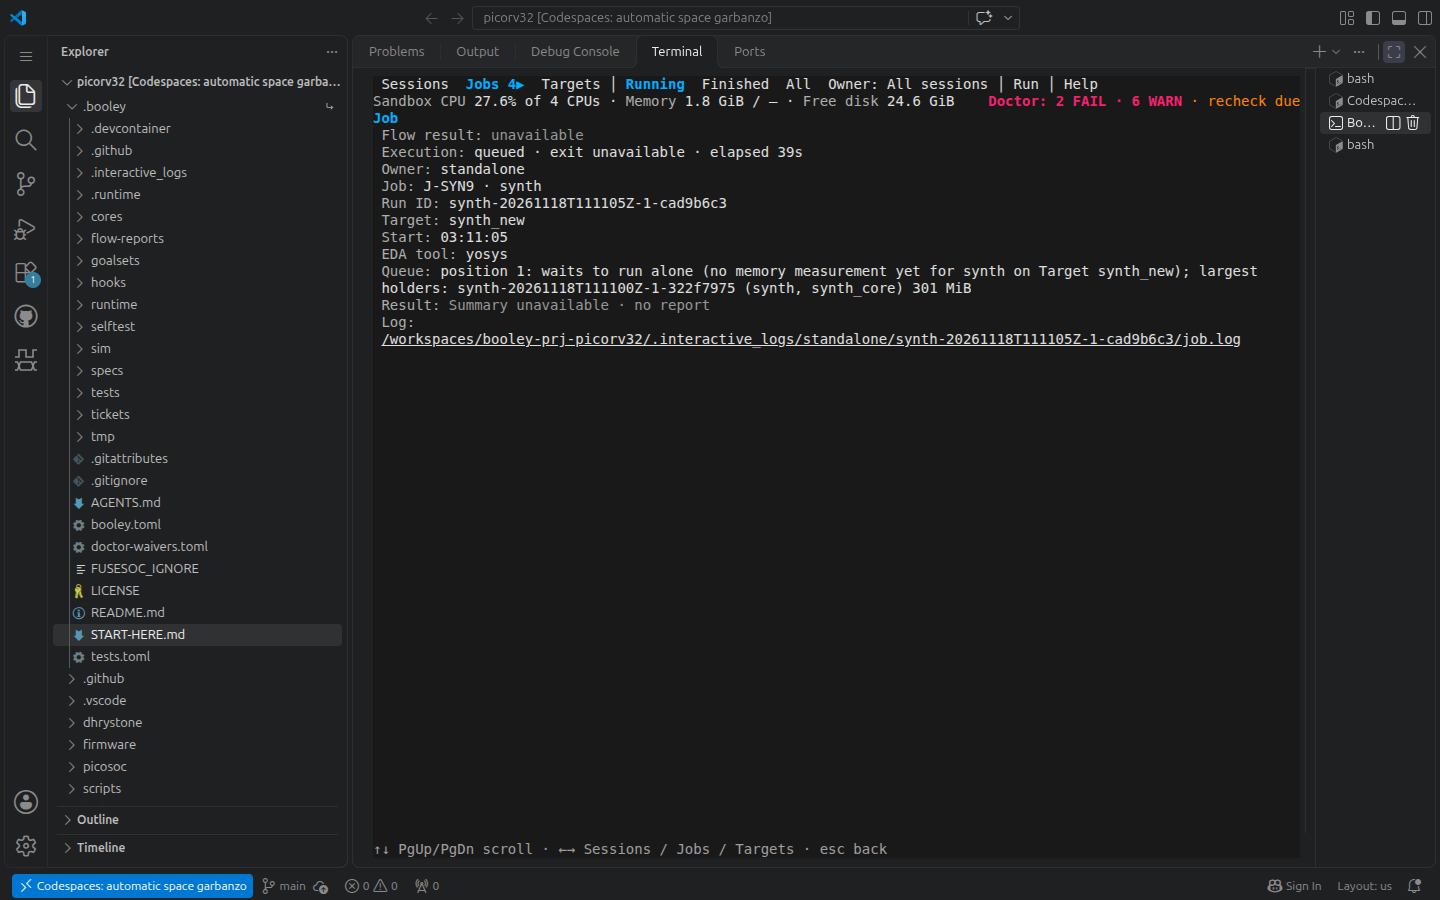 picorv32 [Codespaces: automatic space garbanzo]
Explorer
picorv32 [Codespaces: automatic space garba...
.booley
.devcontainer
.github
.interactive_logs
.runtime
cores
flow-reports
goalsets
hooks
runtime
selftest
sim
specs
tests
tickets
tmp
.gitattributes
.gitignore
AGENTS.md
booley.toml
doctor-waivers.toml
FUSESOC_IGNORE
LICENSE
README.md
START-HERE.md
tests.toml
.github
.vscode
dhrystone
firmware
picosoc
scripts
Outline
Timeline
1
Problems Output Debug Console Terminal Ports
Sessions Jobs 4▶ Targets │ Running Finished All Owner: All sessions │ Run │ Help
Sandbox CPU 27.6% of 4 CPUs · Memory 1.8 GiB / — · Free disk 24.6 GiB Doctor: 2 FAIL · 6 WARN · recheck due
Job
Flow result: unavailable
Execution: queued · exit unavailable · elapsed 39s
Owner: standalone
Job: J-SYN9 · synth
Run ID: synth-20261118T111105Z-1-cad9b6c3
Target: synth_new
Start: 03:11:05
EDA tool: yosys
Queue: position 1: waits to run alone (no memory measurement yet for synth on Target synth_new); largest
holders: synth-20261118T111100Z-1-322f7975 (synth, synth_core) 301 MiB
Result: Summary unavailable · no report
Log:
/workspaces/booley-prj-picorv32/.interactive_logs/standalone/synth-20261118T111105Z-1-cad9b6c3/job.log
↑↓ PgUp/PgDn scroll · ←→ Sessions / Jobs / Targets · esc back
bash
Codespac...
Bo...
bash
Codespaces: automatic space garbanzo main 0 0 0 Sign In Layout: us